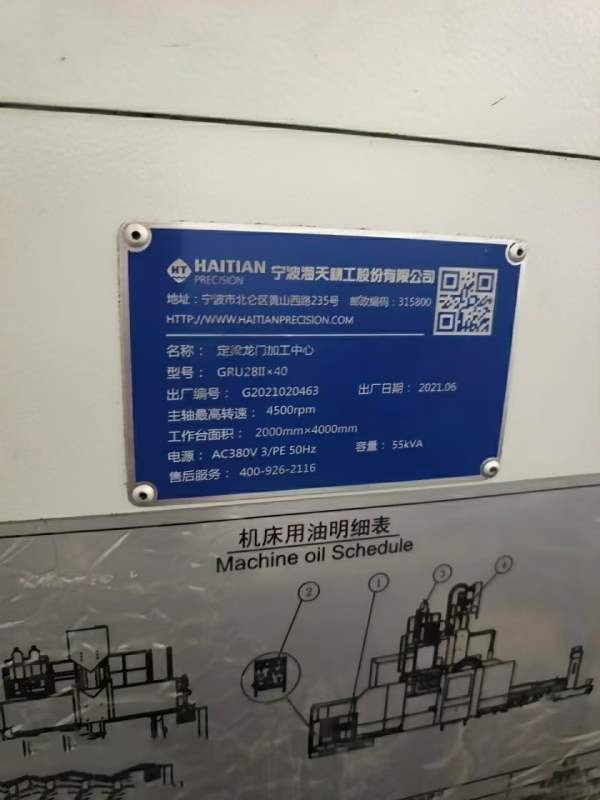 HT HAITIAN PRECISION 宁波海天精工股份有限公司
地址：宁波市北仑区黄山西路235号 邮政编码：315800
HTTP://WWW.HAITIANPRECISION.COM
名称： 定梁龙门加工中心
型号： GRU28II×40
出厂编号： G2021020463 出厂日期： 2021.06
主轴最高转速： 4500rpm
工作台面积： 2000mm×4000mm
电源： AC380V 3/PE 50Hz 容量： 55kVA
售后服务： 400-926-2116
机床用油明细表
Machine oil Schedule
2 1 3 4